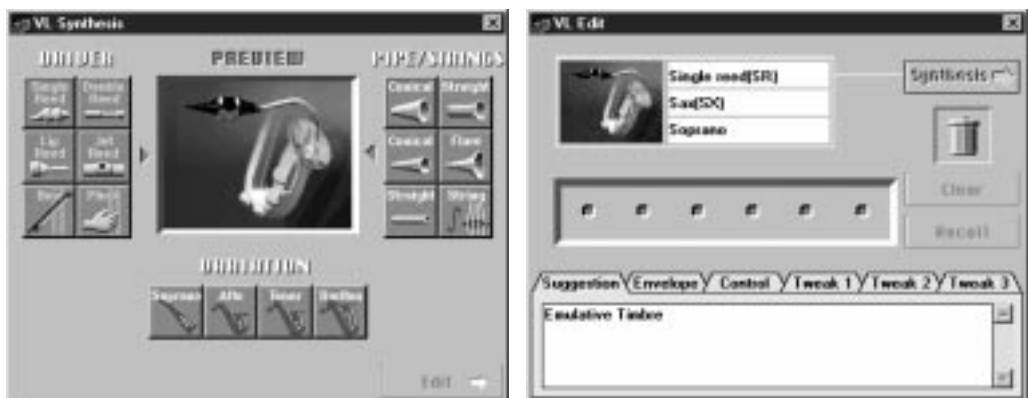 VL Synthesis
DRIVER
PREVIEW
PIPE/STRINGS
Single Reed
Double Reed
Conical
Straight
Lip Reed
Jet Reed
Conical
Flare
Bow
Pluck
Straight
String
VARIATION
Soprano
Alto
Tenor
Baritone
Edit
VL Edit
Single reed(SR)
Sax(SX)
Soprano
Synthesis
Clear
Recall
Suggestion Envelope Control Tweak 1 Tweak 2 Tweak 3
Emulative Timbre